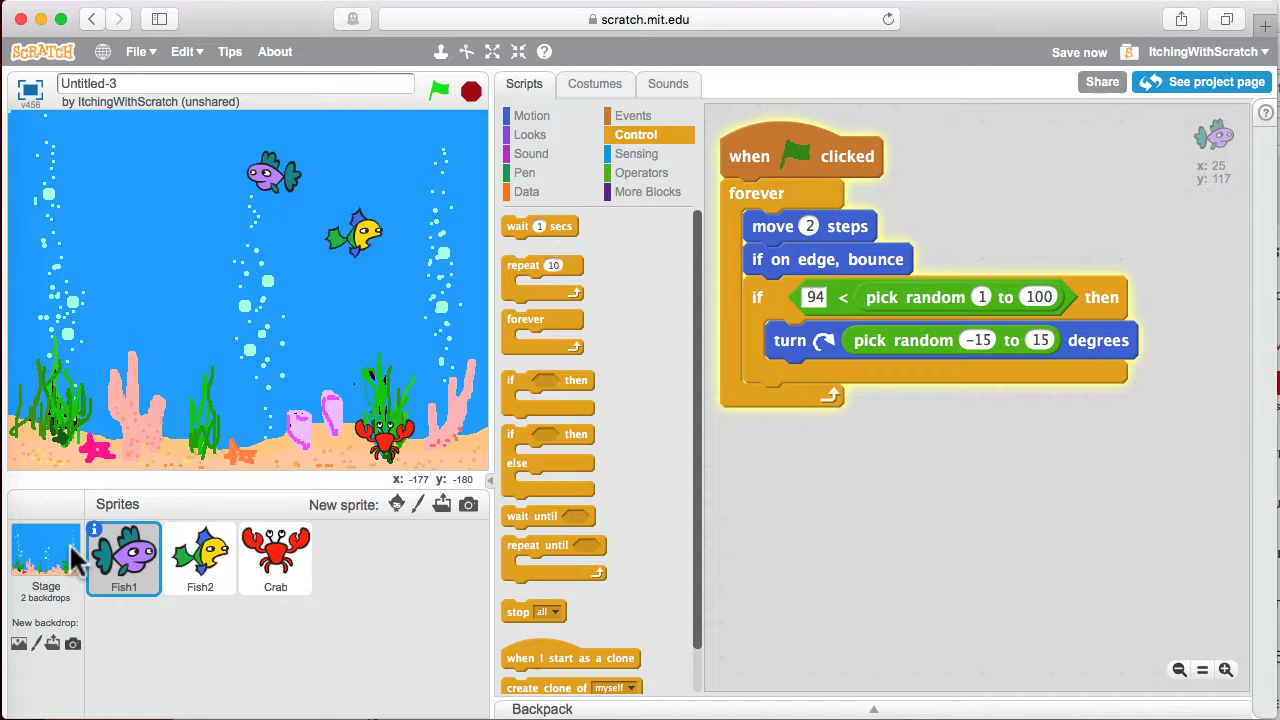 scratch.mit.edu
SCRATCH File Edit Tips About Save now ItchingWithScratch
Untitled-3
by ItchingWithScratch (unshared)
v456
Scripts Costumes Sounds
Share See project page
Motion Events
Looks Control
Sound Sensing
Pen Operators
Data More Blocks
wait 1 secs
repeat 10
forever
if then
if then
else
wait until
repeat until
stop all
when I start as a clone
create clone of myself
when clicked
forever
move 2 steps
if on edge, bounce
if 94 < pick random 1 to 100 then
turn pick random -15 to 15 degrees
x: 25
y: 117
x: -177 y: -180
Sprites New sprite:
Stage
2 backdrops
New backdrop:
Fish1
Fish2
Crab
Backpack